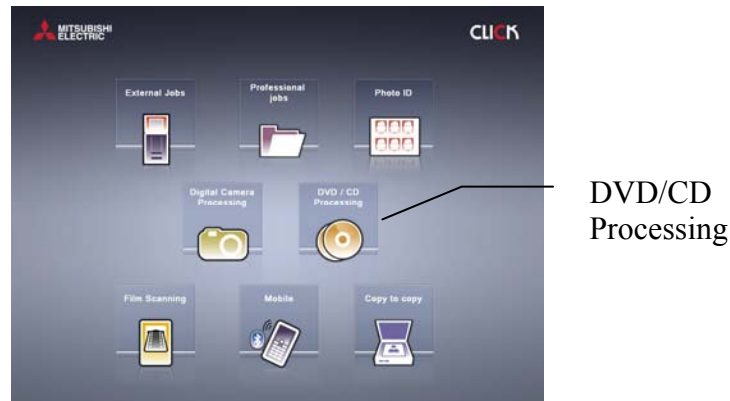 MITSUBISHI
ELECTRIC
CLICK
External Jobs
Professional
jobs
Photo ID
Digital Camera
Processing
DVD / CD
Processing
DVD/CD
Processing
Film Scanning
Mobile
Copy to copy